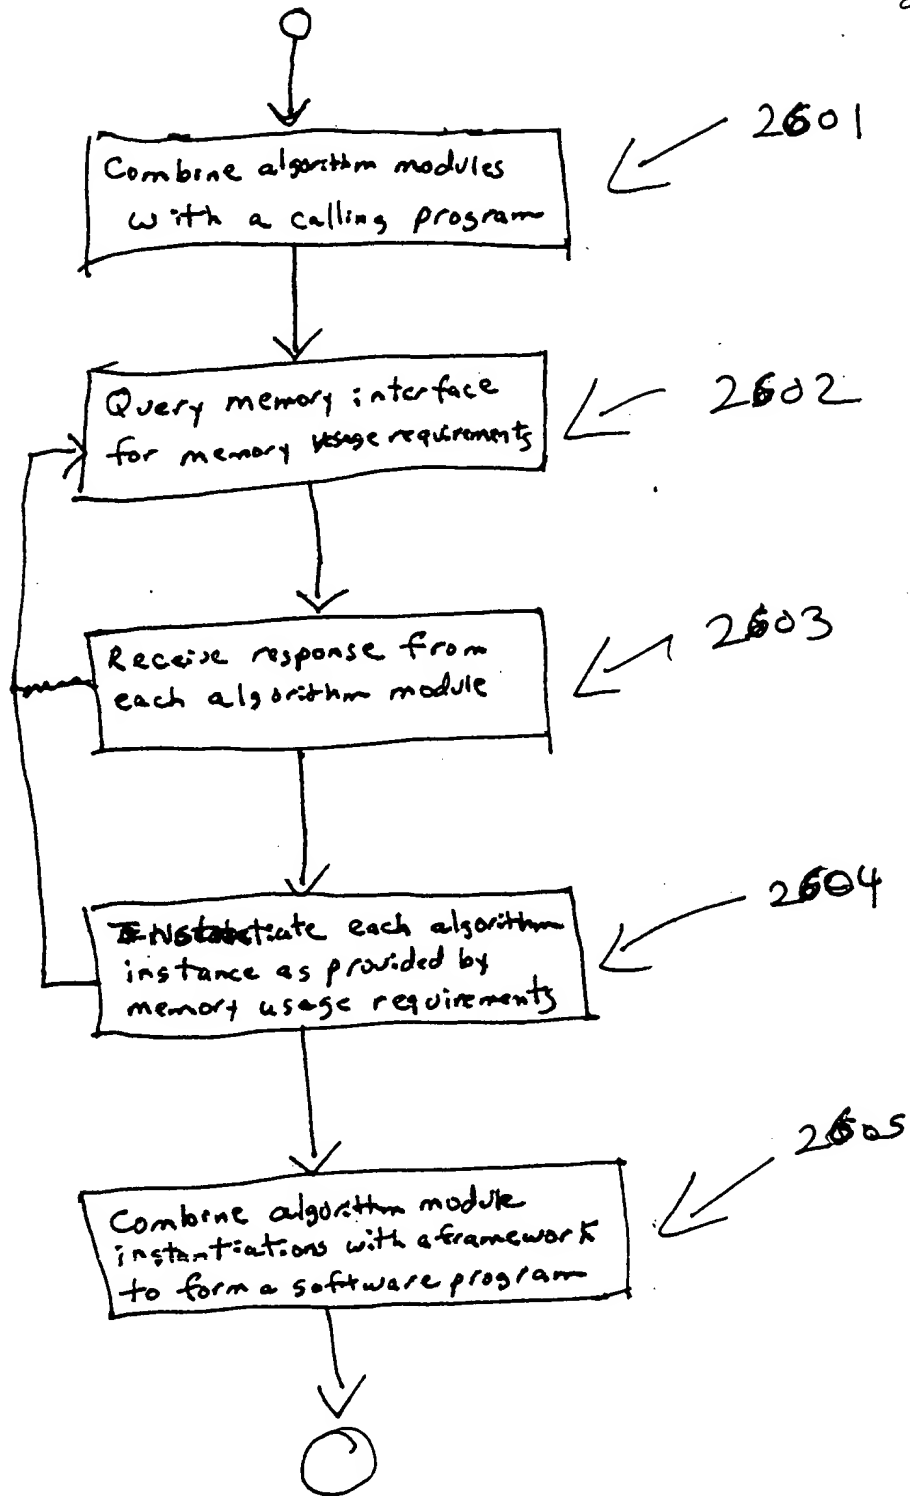 2601
Combine algorithm modules
with a calling program
2602
Query memory interface
for memory usage requirements
2603
Receive response from
each algorithm module
2604
Instantiate each algorithm
instance as provided by
memory usage requirements
2605
Combine algorithm module
instantiations with a framework
to form a software program